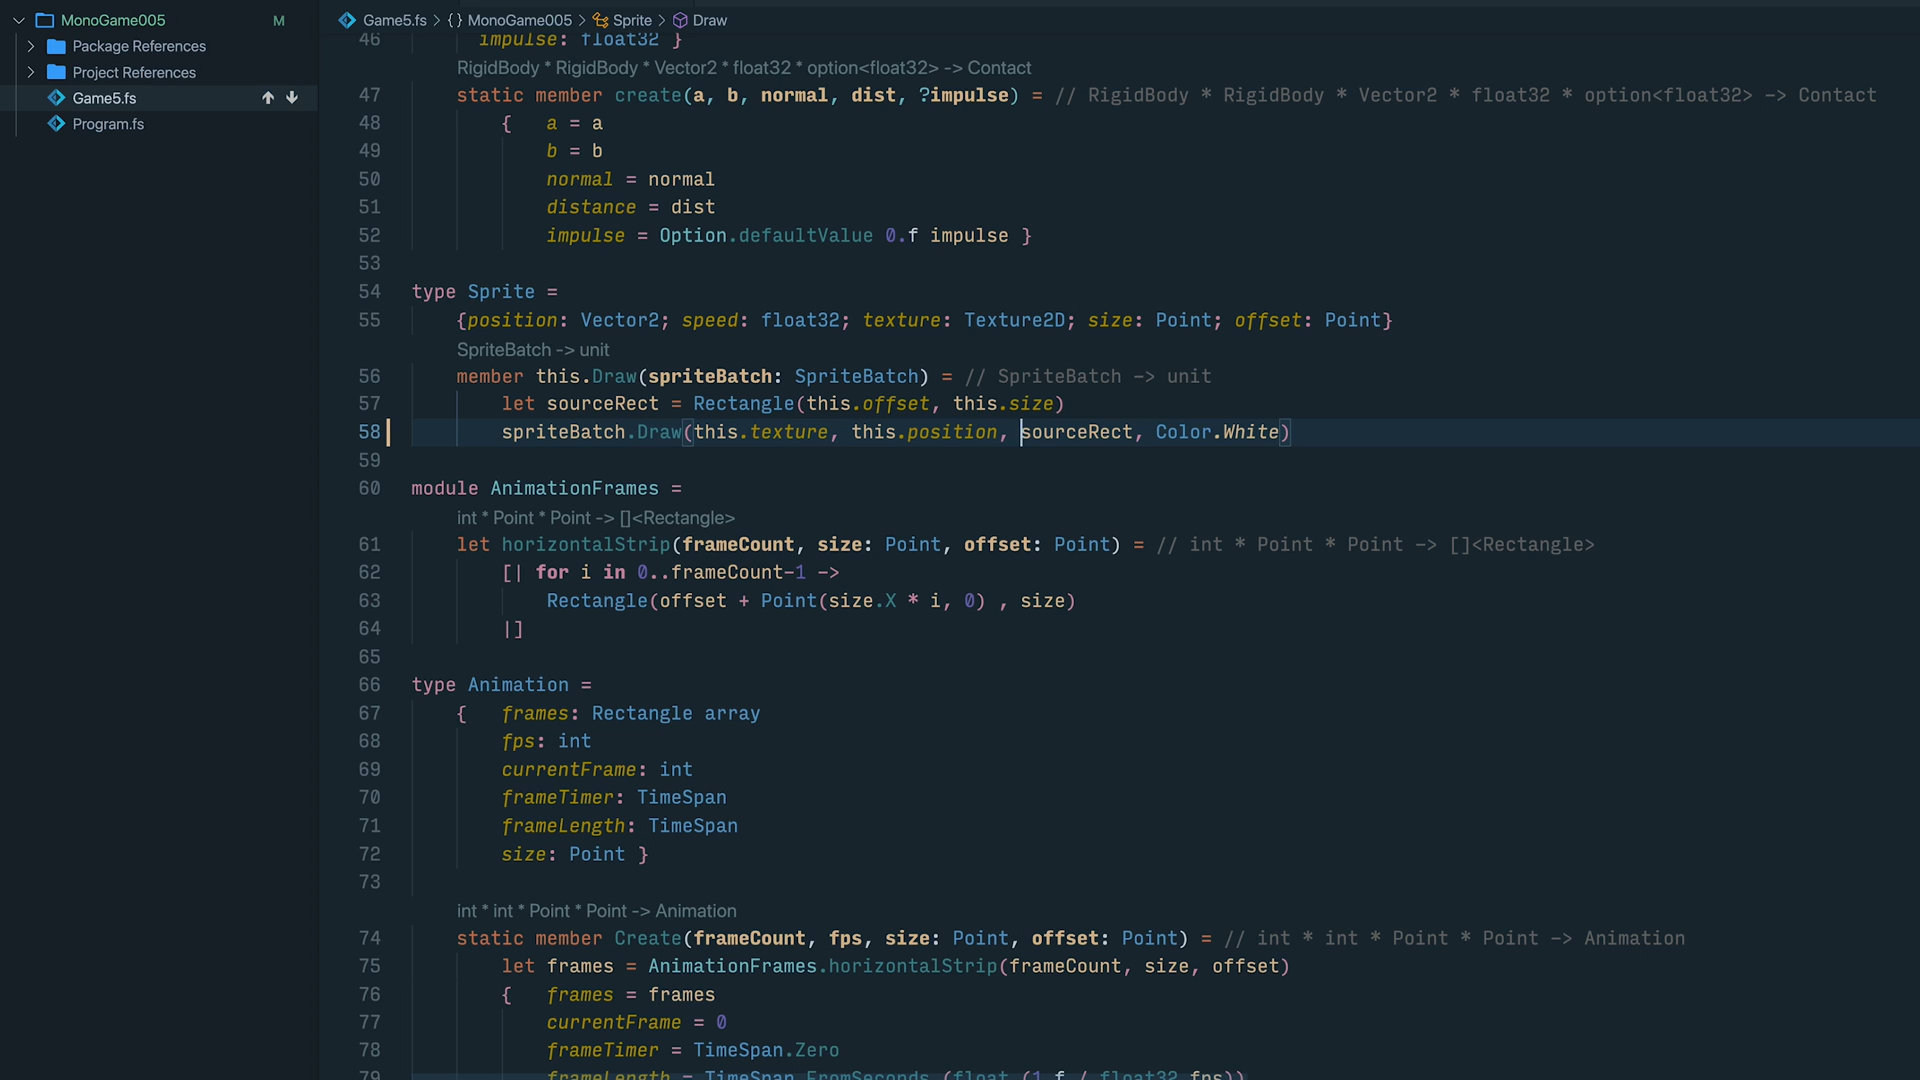 MonoGame005 M
Package References
Project References
Game5.fs
Program.fs
Game5.fs > {} MonoGame005 > Sprite > Draw
46 impulse: float32 }
RigidBody * RigidBody * Vector2 * float32 * option<float32> -> Contact
47 static member create(a, b, normal, dist, ?impulse) = // RigidBody * RigidBody * Vector2 * float32 * option<float32> -> Contact
48 { a = a
49 b = b
50 normal = normal
51 distance = dist
52 impulse = Option.defaultValue 0.f impulse }
53
54 type Sprite =
55 {position: Vector2; speed: float32; texture: Texture2D; size: Point; offset: Point}
SpriteBatch -> unit
56 member this.Draw(spriteBatch: SpriteBatch) = // SpriteBatch -> unit
57 let sourceRect = Rectangle(this.offset, this.size)
58 spriteBatch.Draw(this.texture, this.position, sourceRect, Color.White)
59
60 module AnimationFrames =
int * Point * Point -> []<Rectangle>
61 let horizontalStrip(frameCount, size: Point, offset: Point) = // int * Point * Point -> []<Rectangle>
62 [| for i in 0..frameCount-1 ->
63 Rectangle(offset + Point(size.X * i, 0) , size)
64 |]
65
66 type Animation =
67 { frames: Rectangle array
68 fps: int
69 currentFrame: int
70 frameTimer: TimeSpan
71 frameLength: TimeSpan
72 size: Point }
73
int * int * Point * Point -> Animation
74 static member Create(frameCount, fps, size: Point, offset: Point) = // int * int * Point * Point -> Animation
75 let frames = AnimationFrames.horizontalStrip(frameCount, size, offset)
76 { frames = frames
77 currentFrame = 0
78 frameTimer = TimeSpan.Zero
79 frameLength = TimeSpan.FromSeconds (float (1.f / float32 fps))